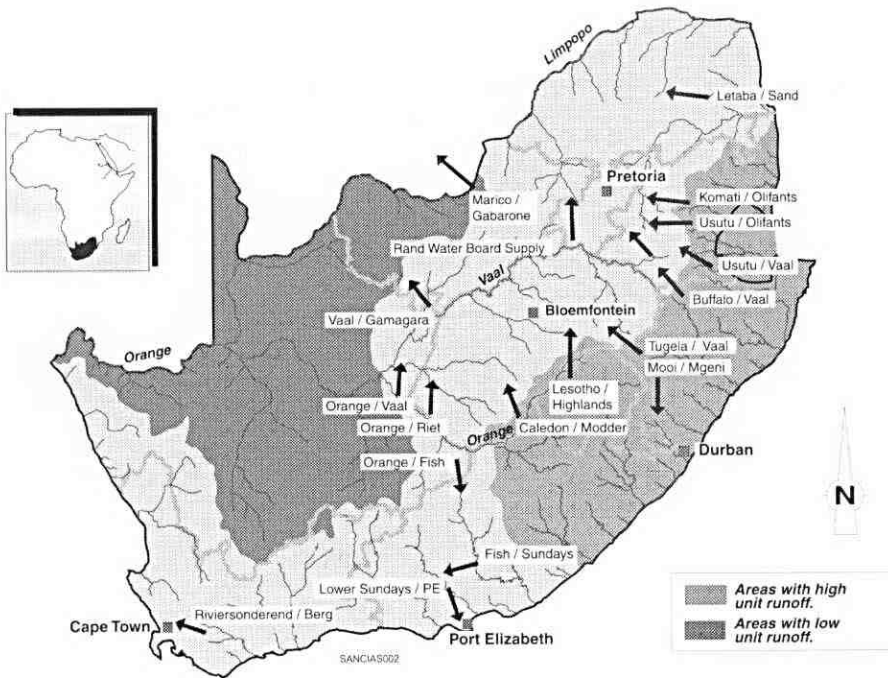 Limpopo
Letaba / Sand
Pretoria
Marico /
Gabarone
Komati / Olifants
Usutu / Olifants
Rand Water Board Supply
Usutu / Vaal
Vaal
Buffalo / Vaal
Vaal / Gamagara
Bloemfontein
Orange
Tugela / Vaal
Mooi / Mgeni
Lesotho /
Highlands
Orange / Vaal
Orange / Riet
Caledon / Modder
Orange
Durban
Orange / Fish
N
Fish / Sundays
Lower Sundays / PE
Areas with high
unit runoff.
Riviersonderend / Berg
Cape Town
Port Elizabeth
Areas with low
unit runoff.
SANCIAS002